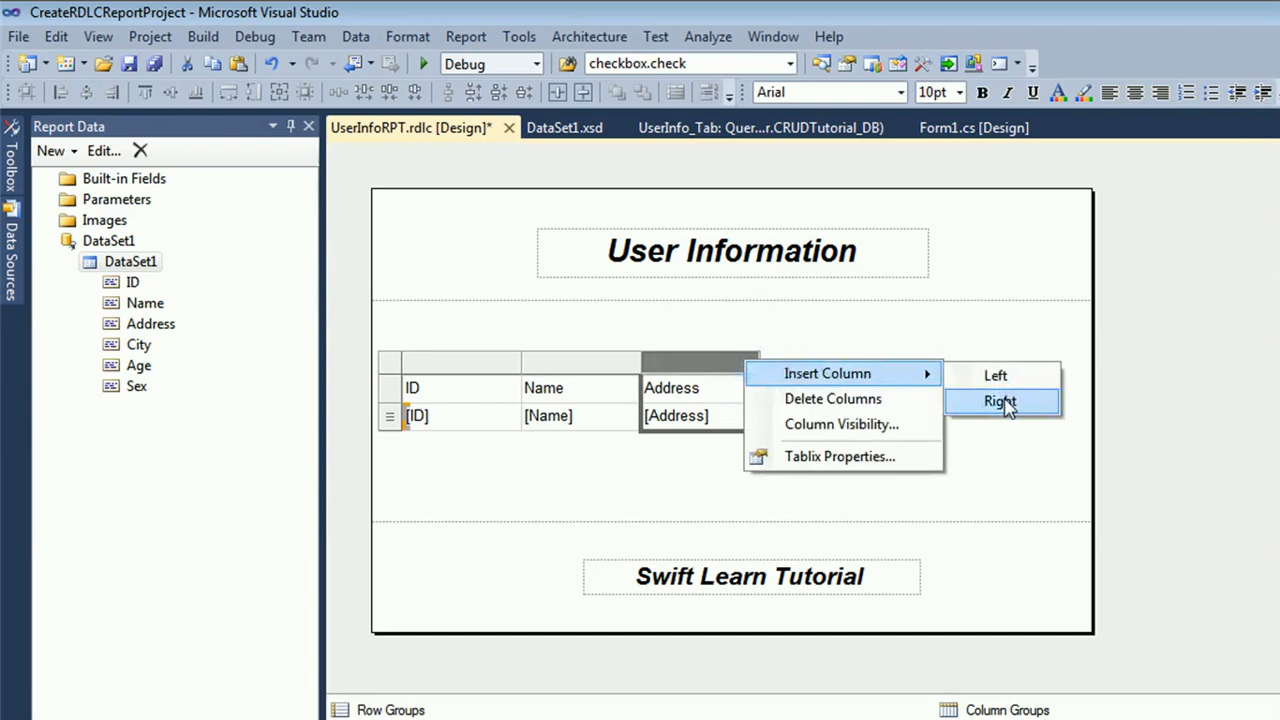 CreateRDLCReportProject - Microsoft Visual Studio
File Edit View Project Build Debug Team Data Format Report Tools Architecture Test Analyze Window Help
Debug checkbox.check
Arial 10pt B I U A
Report Data UserInfoRPT.rdlc [Design]* DataSet1.xsd UserInfo_Tab: Quer...r.CRUDTutorial_DB) Form1.cs [Design]
New Edit...
Toolbox
Data Sources
Built-in Fields
Parameters
Images
DataSet1
DataSet1
ID
Name
Address
City
Age
Sex
User Information
ID Name Address
[ID] [Name] [Address]
Insert Column
Delete Columns
Column Visibility...
Tablix Properties...
Left
Right
Swift Learn Tutorial
Row Groups Column Groups